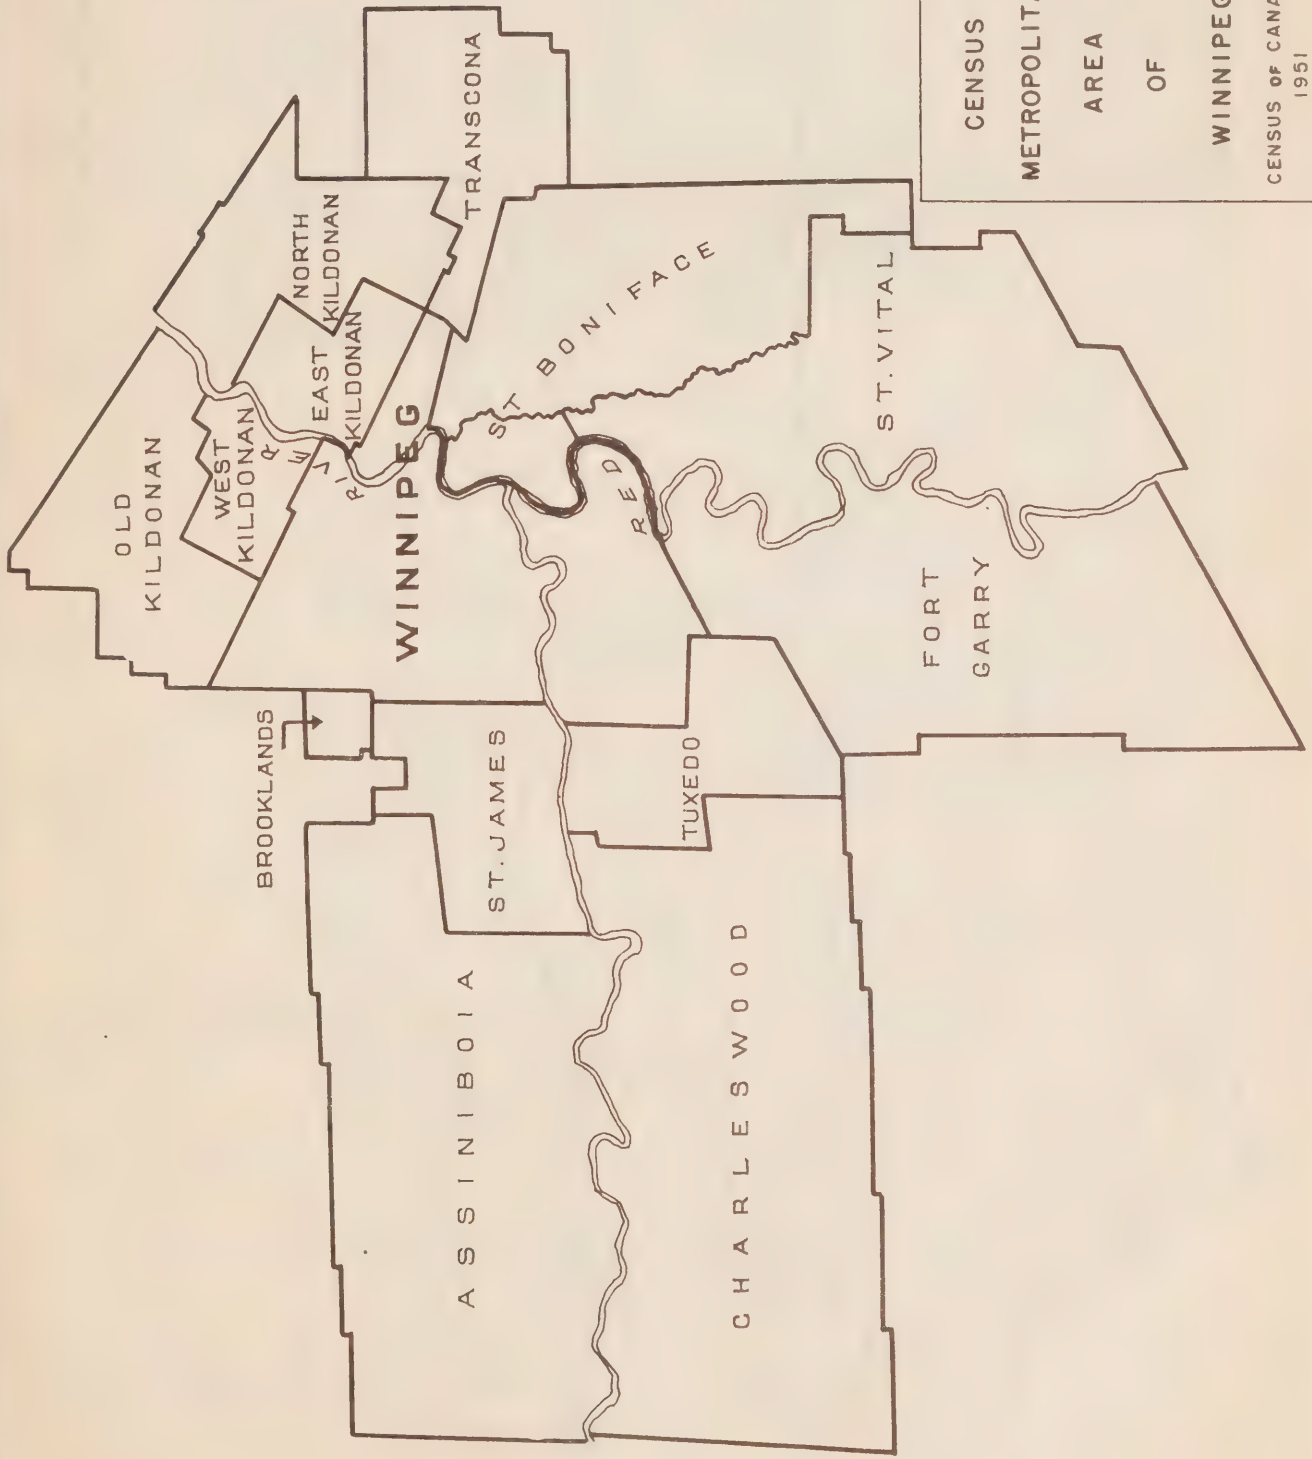 CENSUS
METROPOLITA
AREA
OF
WINNIPEG
CENSUS OF CANA
1951
OLD
KILDONAN
WEST
KILDONAN
EAST
KILDONAN
NORTH
KILDONAN
TRANSCONA
WINNIPEG
RED
RIVER
ST BONIFACE
ST. VITAL
FORT
GARRY
BROOKLANDS
ST. JAMES
TUXEDO
ASSINIBOIA
CHARLESWOOD